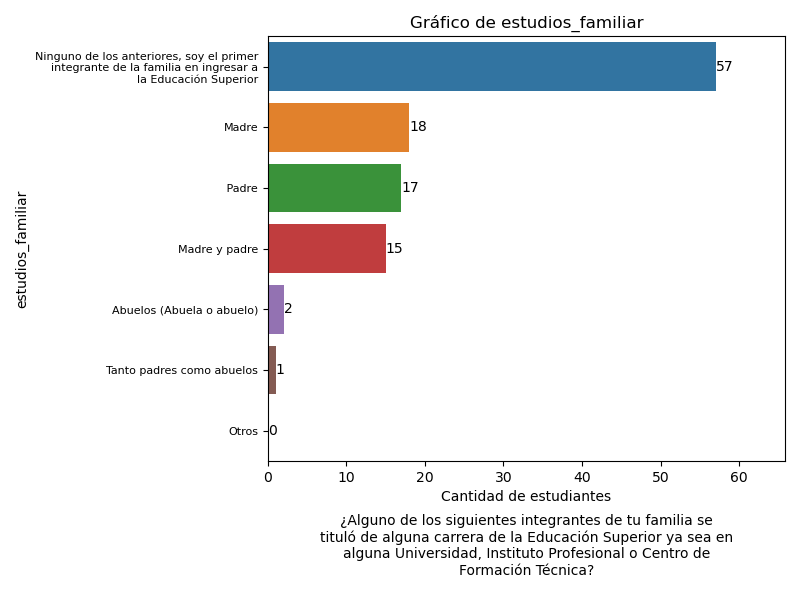 Gráfico de estudios_familiar
Ninguno de los anteriores, soy el primer
integrante de la familia en ingresar a
la Educación Superior
57
Madre
18
Padre
17
Madre y padre
15
Abuelos (Abuela o abuelo)
2
Tanto padres como abuelos
1
Otros
0
estudios_familiar
0 10 20 30 40 50 60
Cantidad de estudiantes
¿Alguno de los siguientes integrantes de tu familia se
tituló de alguna carrera de la Educación Superior ya sea en
alguna Universidad, Instituto Profesional o Centro de
Formación Técnica?